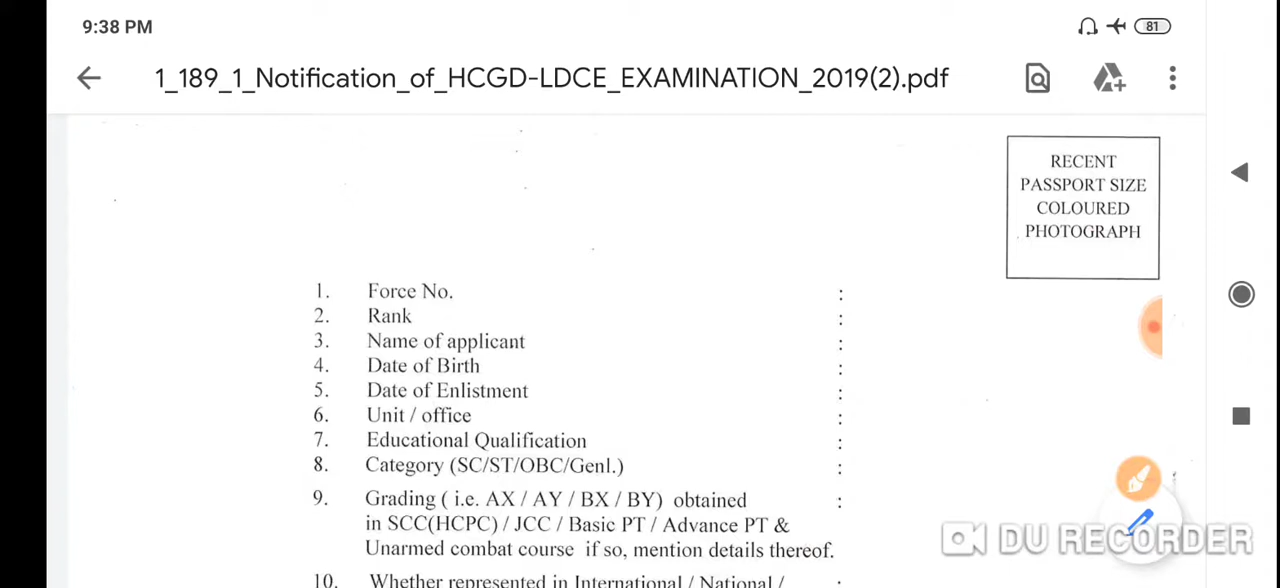 9:38 PM
81
1_189_1_Notification_of_HCGD-LDCE_EXAMINATION_2019(2).pdf
RECENT
PASSPORT SIZE
COLOURED
PHOTOGRAPH
1. Force No. :
2. Rank :
3. Name of applicant :
4. Date of Birth :
5. Date of Enlistment :
6. Unit / office :
7. Educational Qualification :
8. Category (SC/ST/OBC/Genl.) :
9. Grading ( i.e. AX / AY / BX / BY) obtained :
in SCC(HCPC) / JCC / Basic PT / Advance PT &
Unarmed combat course if so, mention details thereof.
10. Whether represented in International / National / :
DU RECORDER